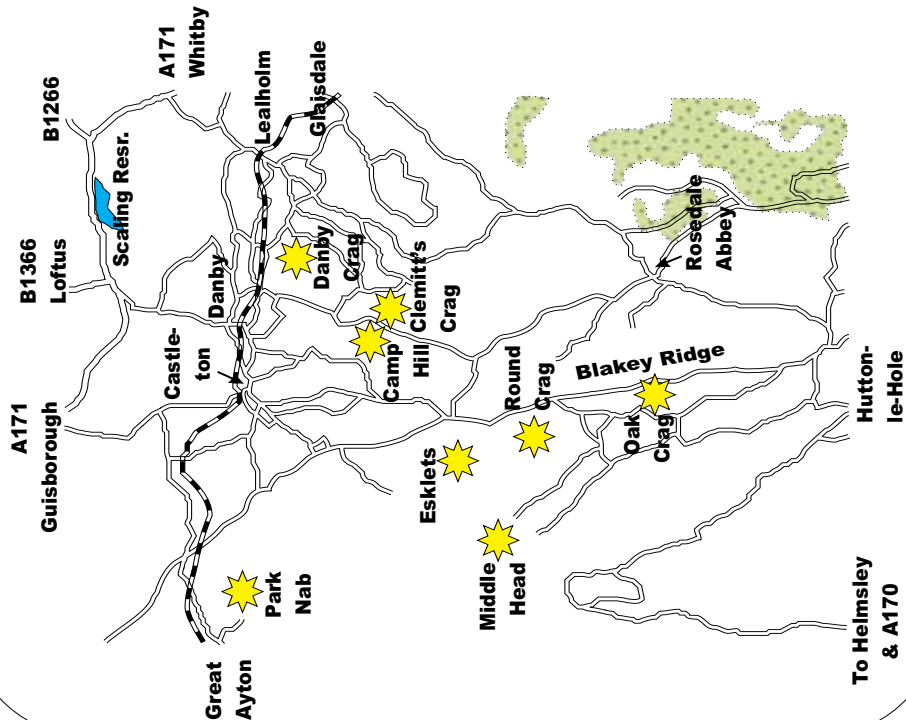 A171
Guisborough
B1366
Loftus
B1266
A171
Whitby
Scaling Resr.
Castle-
ton
Danby
Lealholm
Glaisdale
Danby
Crag
Great
Ayton
Park
Nab
Camp
Hill
Clemitt's
Crag
Esklets
Round
Crag
Middle
Head
Blakey Ridge
Oak
Crag
Rosedale
Abbey
To Helmsley
& A170
Hutton-
le-Hole